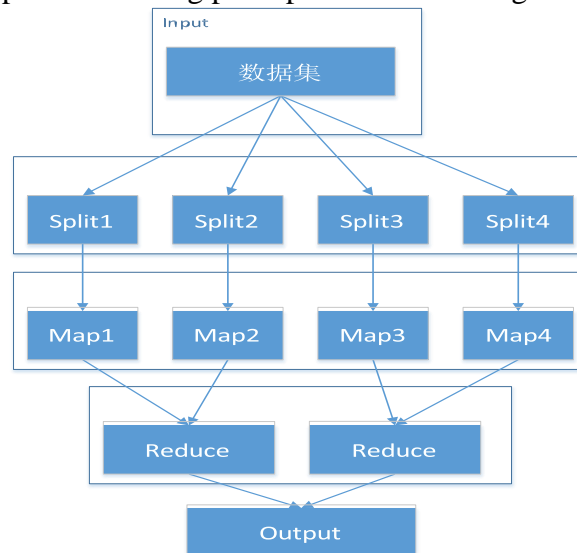 Input
数据集
Split1 Split2 Split3 Split4
Map1 Map2 Map3 Map4
Reduce Reduce
Output